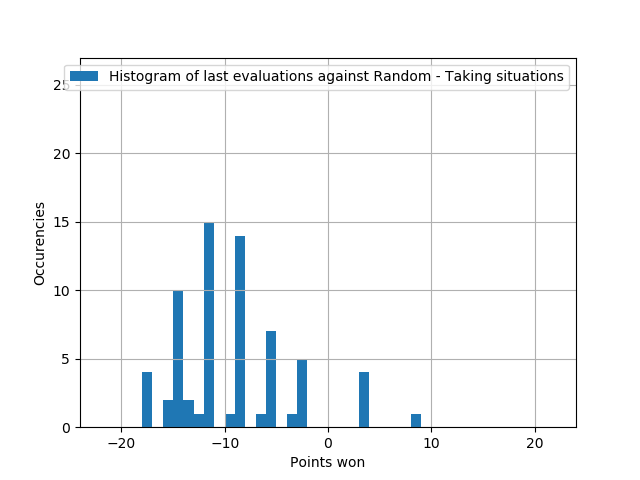 Histogram of last evaluations against Random - Taking situations
25
20
15
10
5
0
Occurencies
−20 −10 0 10 20
Points won